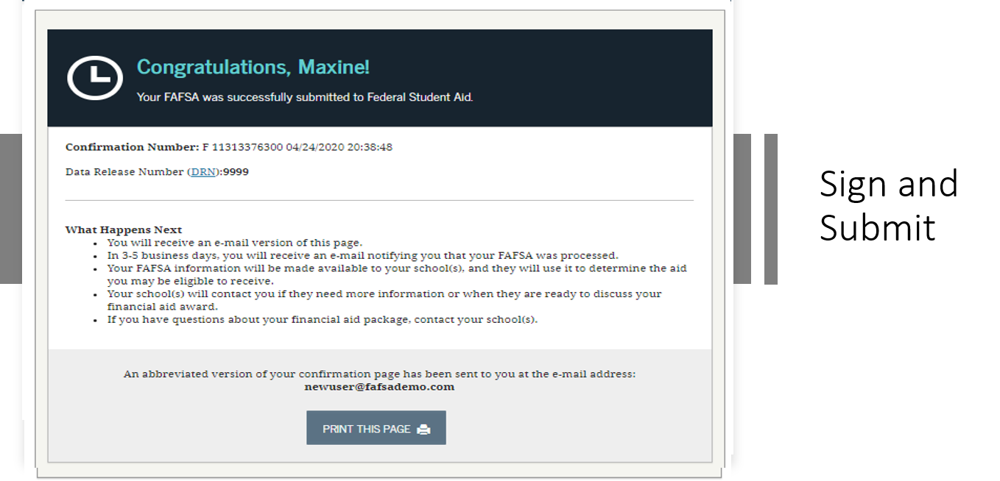 Congratulations, Maxine!
Your FAFSA was successfully submitted to Federal Student Aid.
Confirmation Number: F 11313376300 04/24/2020 20:38:48
Data Release Number (DRN):9999
What Happens Next
• You will receive an e-mail version of this page.
• In 3-5 business days, you will receive an e-mail notifying you that your FAFSA was processed.
• Your FAFSA information will be made available to your school(s), and they will use it to determine the aid
you may be eligible to receive.
• Your school(s) will contact you if they need more information or when they are ready to discuss your
financial aid award.
• If you have questions about your financial aid package, contact your school(s).
An abbreviated version of your confirmation page has been sent to you at the e-mail address:
newuser@fafsademo.com
PRINT THIS PAGE
Sign and
Submit